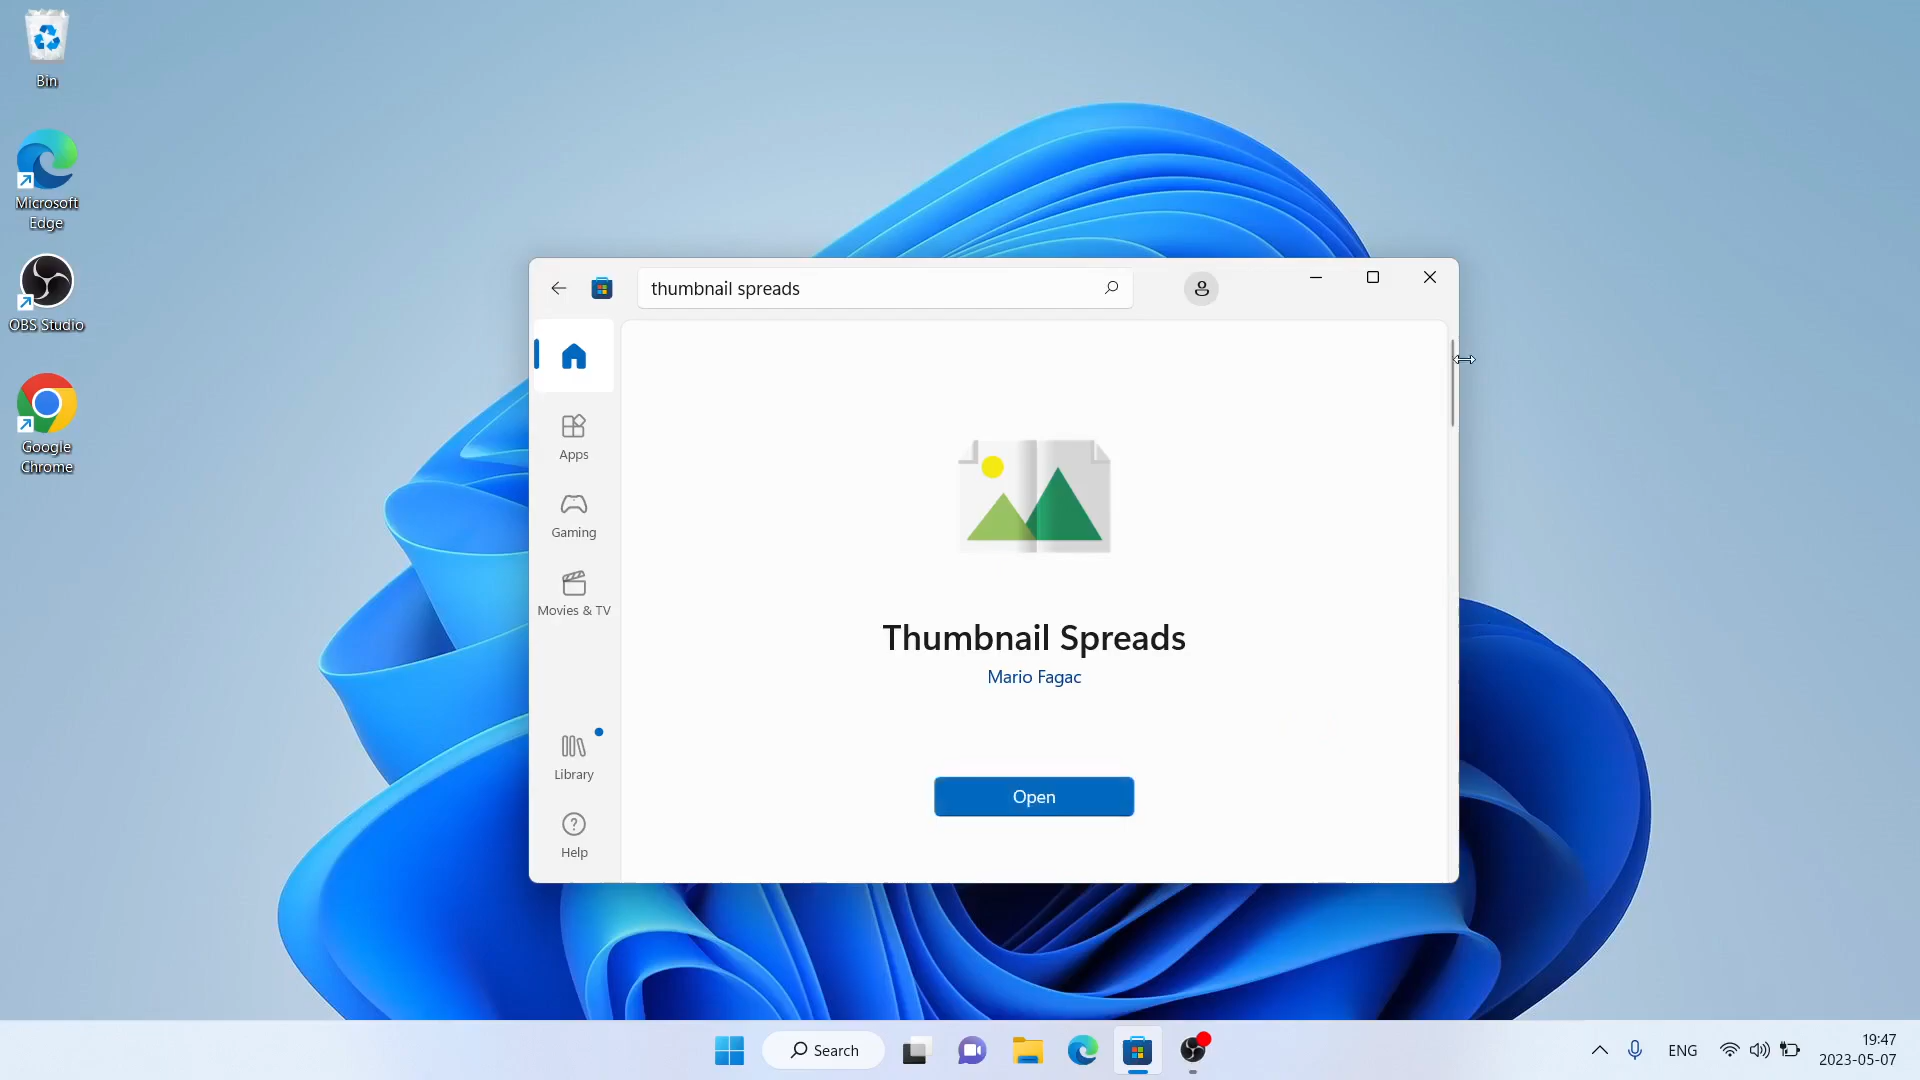 Bin
Microsoft
Edge
OBS Studio
Google
Chrome
thumbnail spreads
Apps
Gaming
Movies & TV
Library
Help
Thumbnail Spreads
Mario Fagac
Open
Search
ENG
19:47
2023-05-07